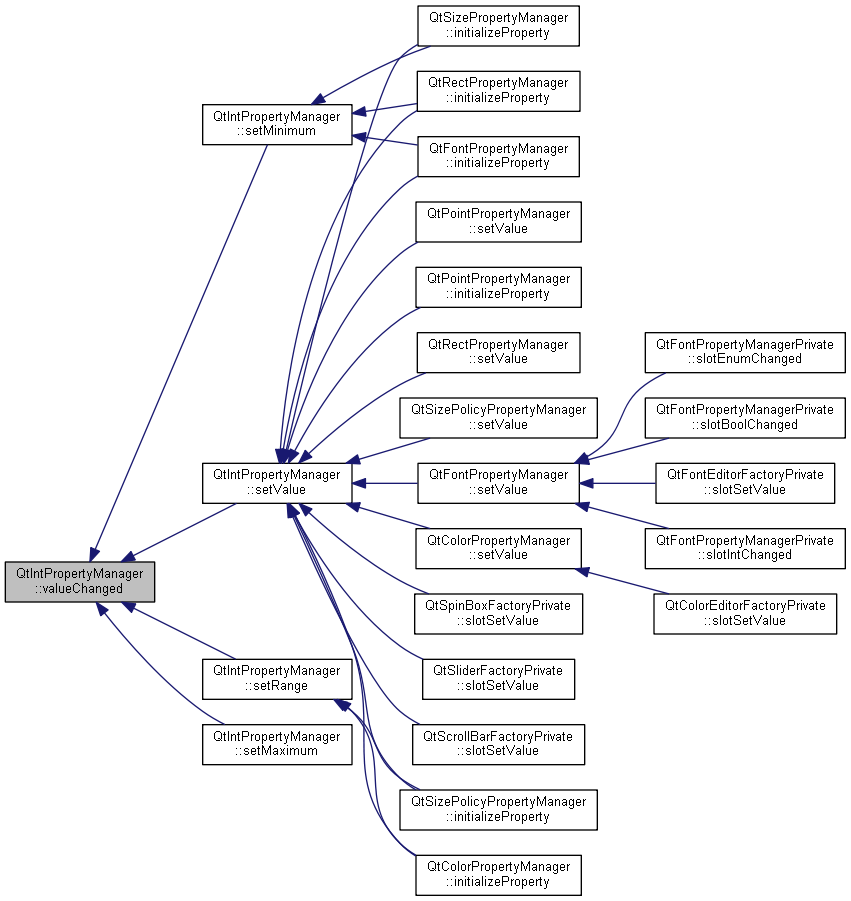 QtSizePropertyManager
::initializeProperty
QtRectPropertyManager
::initializeProperty
QtIntPropertyManager
::setMinimum
QtFontPropertyManager
::initializeProperty
QtPointPropertyManager
::setValue
QtPointPropertyManager
::initializeProperty
QtRectPropertyManager
::setValue
QtFontPropertyManagerPrivate
::slotEnumChanged
QtSizePolicyPropertyManager
::setValue
QtFontPropertyManagerPrivate
::slotBoolChanged
QtIntPropertyManager
::setValue
QtFontPropertyManager
::setValue
QtFontEditorFactoryPrivate
::slotSetValue
QtColorPropertyManager
::setValue
QtFontPropertyManagerPrivate
::slotIntChanged
QtIntPropertyManager
::valueChanged
QtSpinBoxFactoryPrivate
::slotSetValue
QtColorEditorFactoryPrivate
::slotSetValue
QtIntPropertyManager
::setRange
QtSliderFactoryPrivate
::slotSetValue
QtIntPropertyManager
::setMaximum
QtScrollBarFactoryPrivate
::slotSetValue
QtSizePolicyPropertyManager
::initializeProperty
QtColorPropertyManager
::initializeProperty